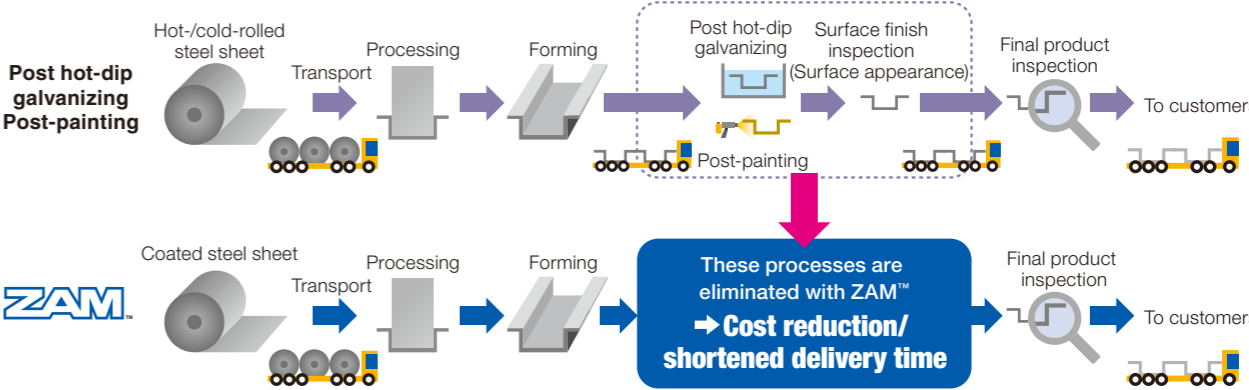 Hot-/cold-rolled
steel sheet
Post hot-dip
galvanizing
Post-painting
Transport
Processing
Forming
Post hot-dip
galvanizing
Post-painting
Surface finish
inspection
(Surface appearance)
Final product
inspection
To customer
ZAM™
Coated steel sheet
Transport
Processing
Forming
These processes are
eliminated with ZAM™
➔Cost reduction/
shortened delivery time
Final product
inspection
To customer